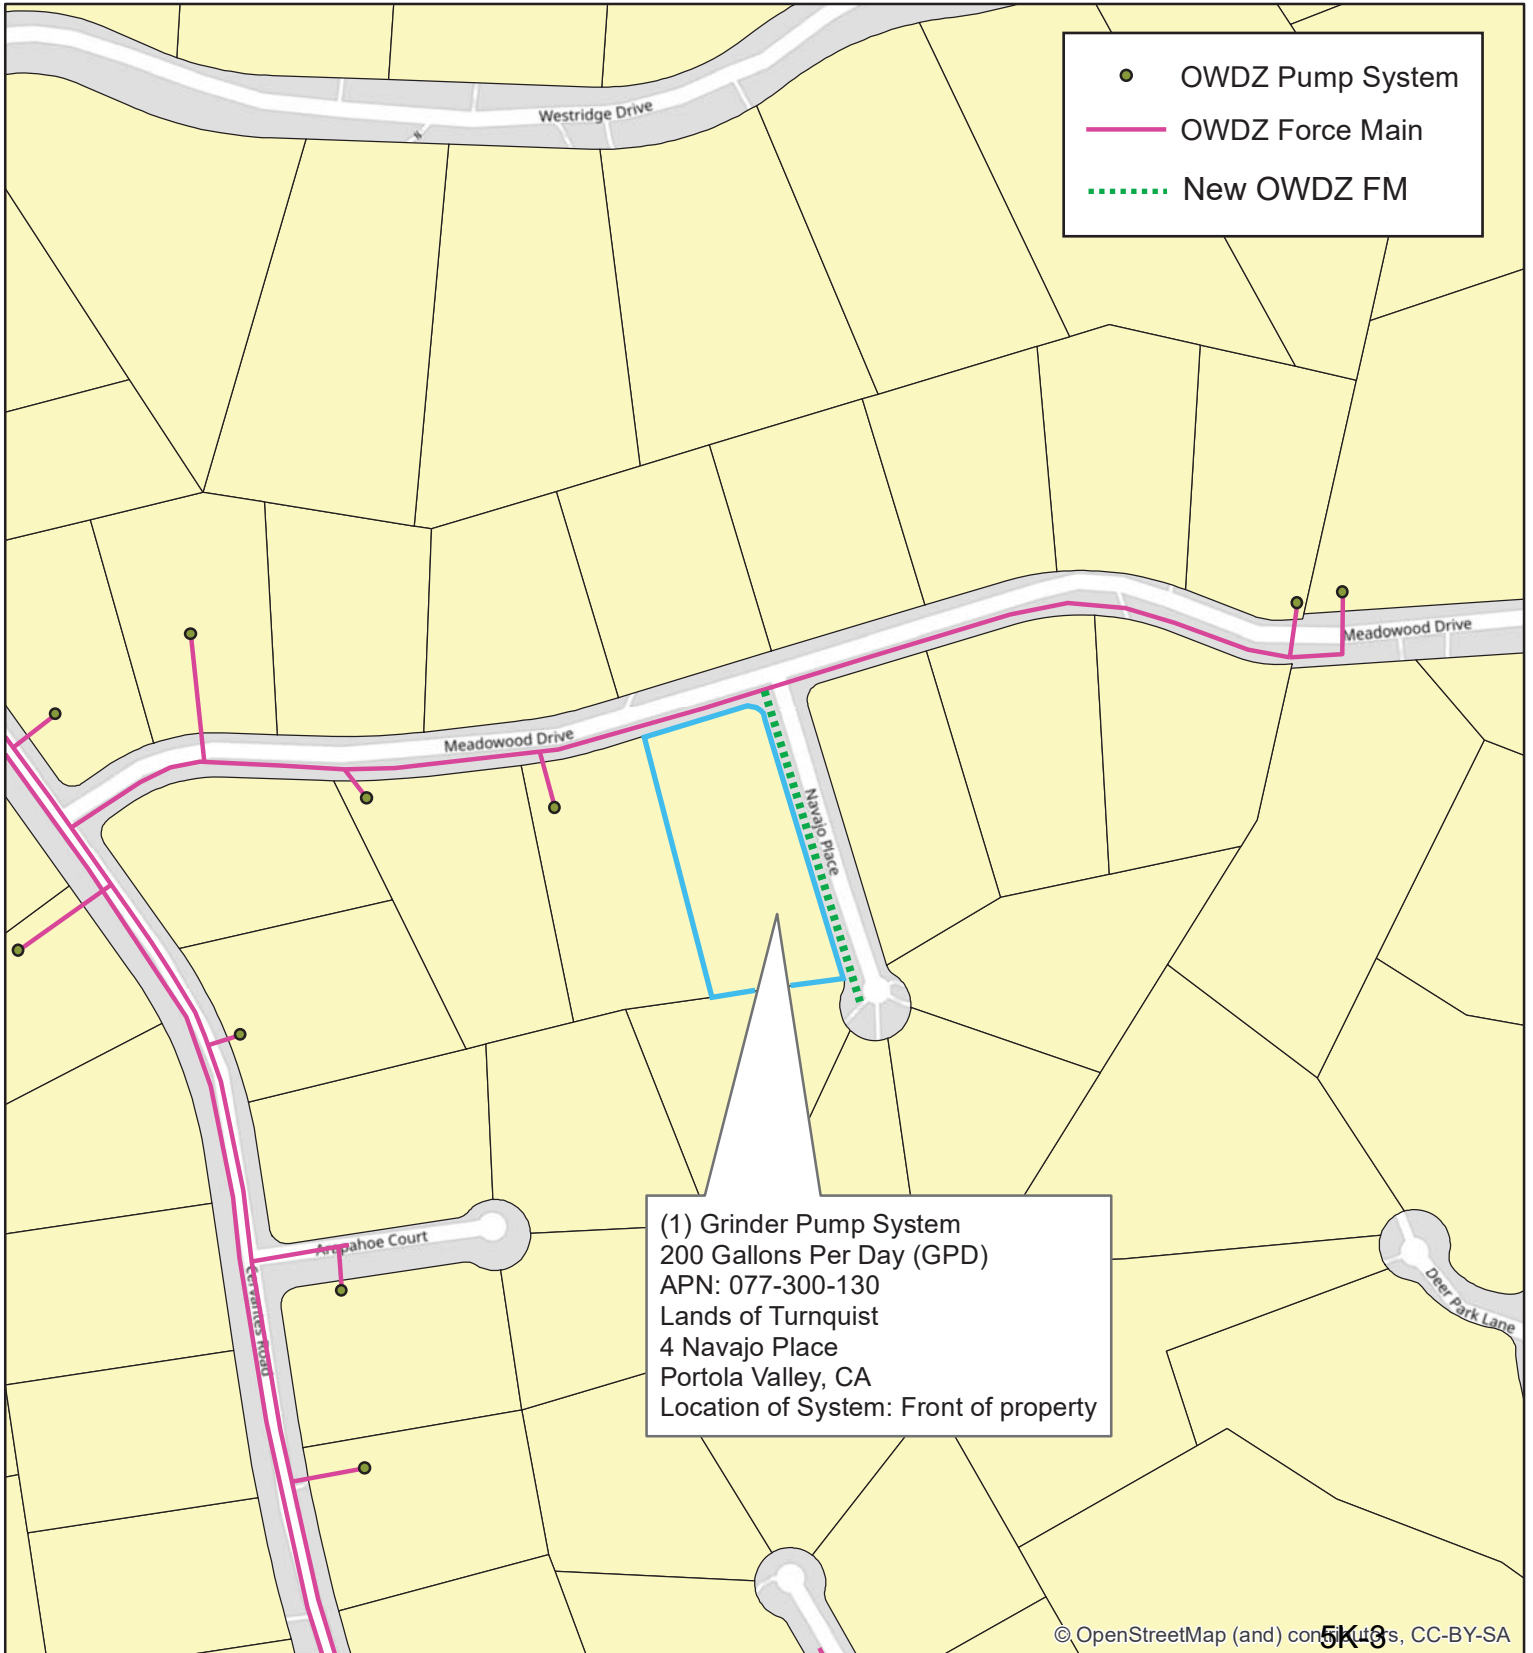 OWDZ Pump System
OWDZ Force Main
New OWDZ FM
Westridge Drive
Meadowood Drive
Meadowood Drive
Navajo Place
Arapahoe Court
Cervantes Road
Deer Park Lane
(1) Grinder Pump System
200 Gallons Per Day (GPD)
APN: 077-300-130
Lands of Turnquist
4 Navajo Place
Portola Valley, CA
Location of System: Front of property
© OpenStreetMap (and) contributors, CC-BY-SA
5K-3